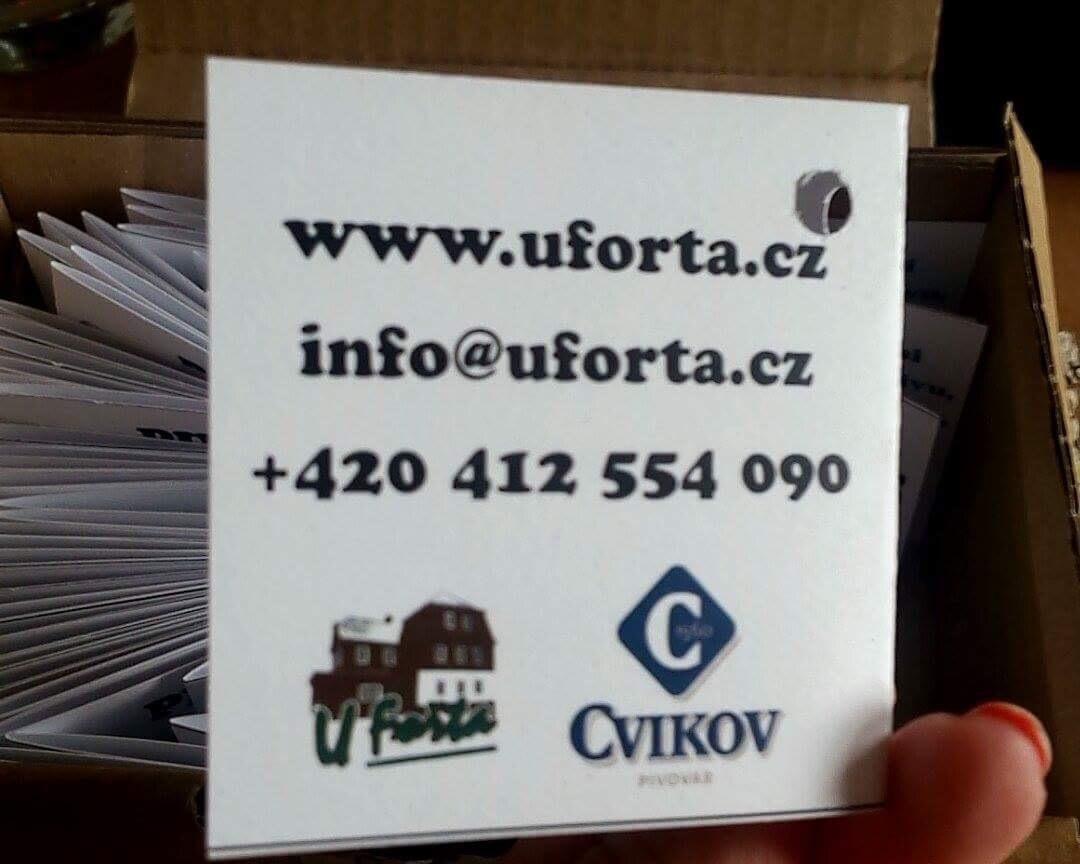 www.uforta.cz
info@uforta.cz
+420 412 554 090
U forta
C
CVIKOV
PIVOVAR